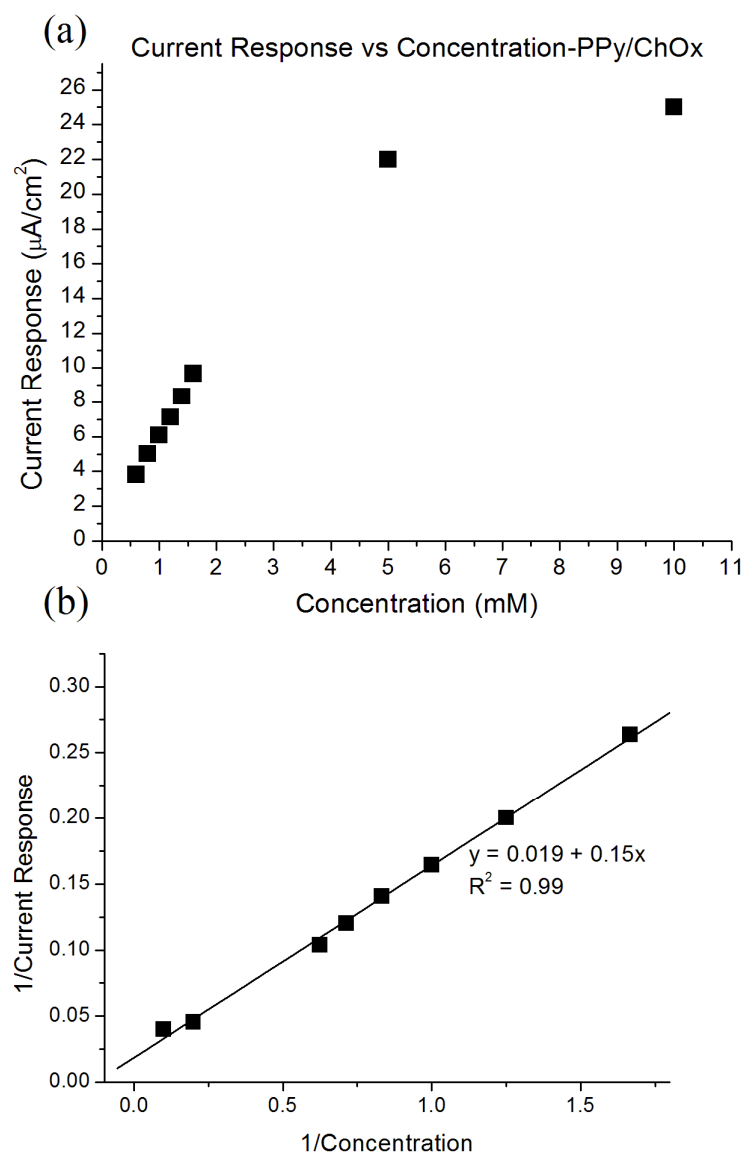 (a)
Current Response vs Concentration-PPy/ChOx
26
24
22
20
18
16
14
12
10
8
6
4
2
0
Current Response (μA/cm²)
0 1 2 3 4 5 6 7 8 9 10 11
Concentration (mM)
(b)
0.30
0.25
0.20
0.15
0.10
0.05
0.00
1/Current Response
y = 0.019 + 0.15x
R² = 0.99
0.0 0.5 1.0 1.5
1/Concentration